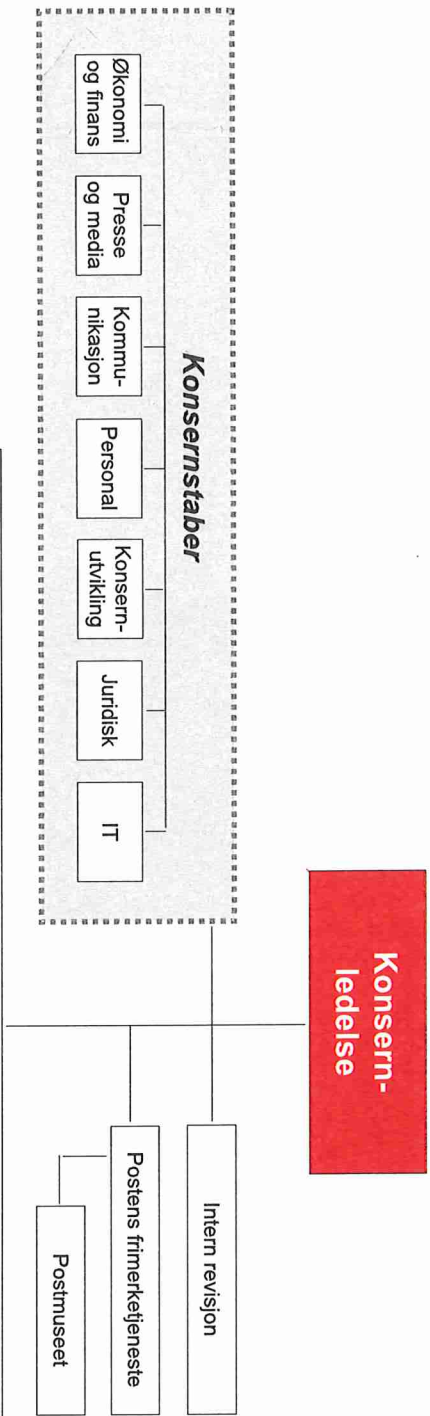 Konsern-
ledelse
Konsernstaber
Økonomi
og finans
Presse
og media
Kommu-
nikasjon
Personal
Konsern-
utvikling
Juridisk
IT
Intern revisjon
Postens frimerketjeneste
Postmuseet